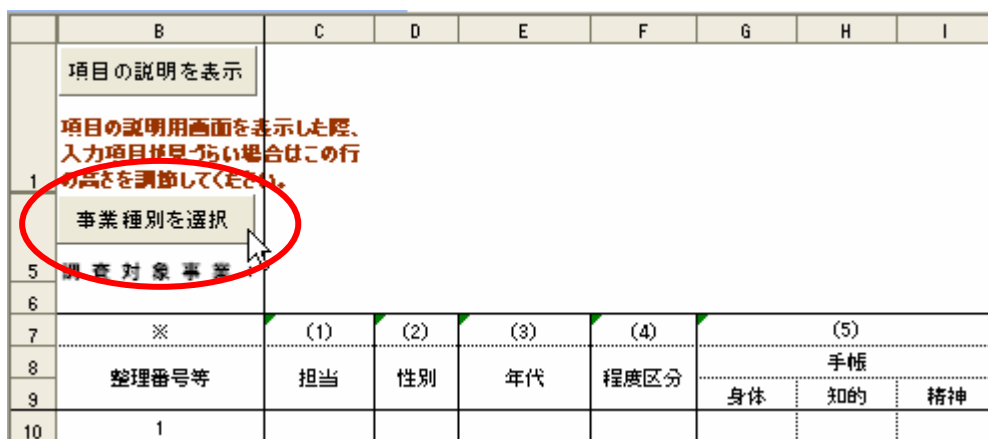 B C D E F G H I
項目の説明を表示
項目の説明用画面を表示した際、
入力項目が見づらい場合はこの行
1 の高さを調節してください。
事業種別を選択
5 調査対象事業:
6
7 ※ (1) (2) (3) (4) (5)
8 整理番号等 担当 性別 年代 程度区分 手帳
9 身体 知的 精神
10 1